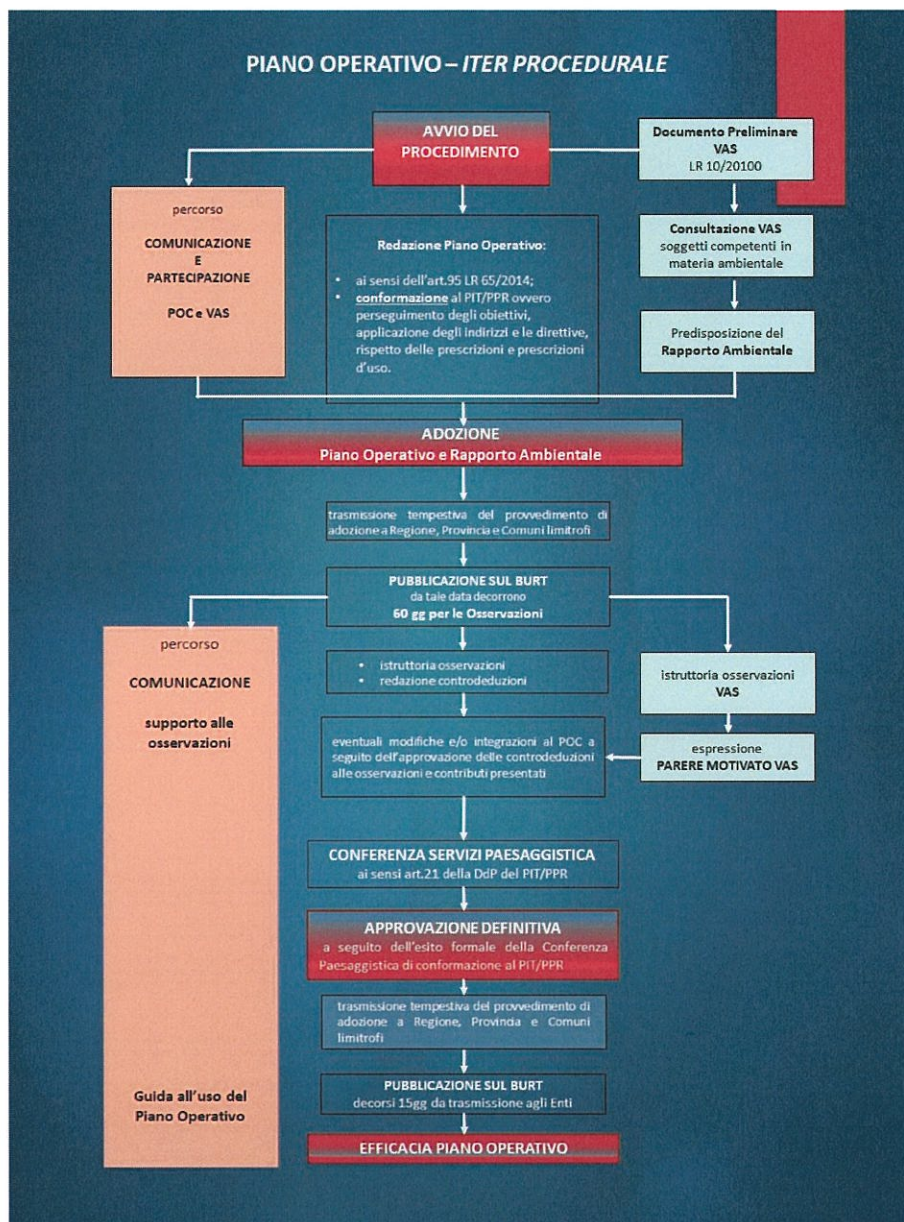 PIANO OPERATIVO – ITER PROCEDURALE
AVVIO DEL
PROCEDIMENTO
Documento Preliminare
VAS
LR 10/20100
percorso
COMUNICAZIONE
E
PARTECIPAZIONE
POC e VAS
Redazione Piano Operativo:
• ai sensi dell'art.95 LR 65/2014;
• conformazione al PIT/PPR ovvero
perseguimento degli obiettivi,
applicazione degli indirizzi e le direttive,
rispetto delle prescrizioni e prescrizioni
d'uso.
Consultazione VAS
soggetti competenti in
materia ambientale
Predisposizione del
Rapporto Ambientale
ADOZIONE
Piano Operativo e Rapporto Ambientale
trasmissione tempestiva del provvedimento di
adozione a Regione, Provincia e Comuni limitrofi
PUBBLICAZIONE SUL BURT
da tale data decorrono
60 gg per le Osservazioni
percorso
COMUNICAZIONE
supporto alle
osservazioni
Guida all'uso del
Piano Operativo
• istruttoria osservazioni
• redazione controdeduzioni
istruttoria osservazioni
VAS
eventuali modifiche e/o integrazioni al POC a
seguito dell'approvazione delle controdeduzioni
alle osservazioni e contributi presentati
espressione
PARERE MOTIVATO VAS
CONFERENZA SERVIZI PAESAGGISTICA
ai sensi art.21 della DdP del PIT/PPR
APPROVAZIONE DEFINITIVA
a seguito dell'esito formale della Conferenza
Paesaggistica di conformazione al PIT/PPR
trasmissione tempestiva del provvedimento di
adozione a Regione, Provincia e Comuni
limitrofi
PUBBLICAZIONE SUL BURT
decorsi 15gg da trasmissione agli Enti
EFFICACIA PIANO OPERATIVO